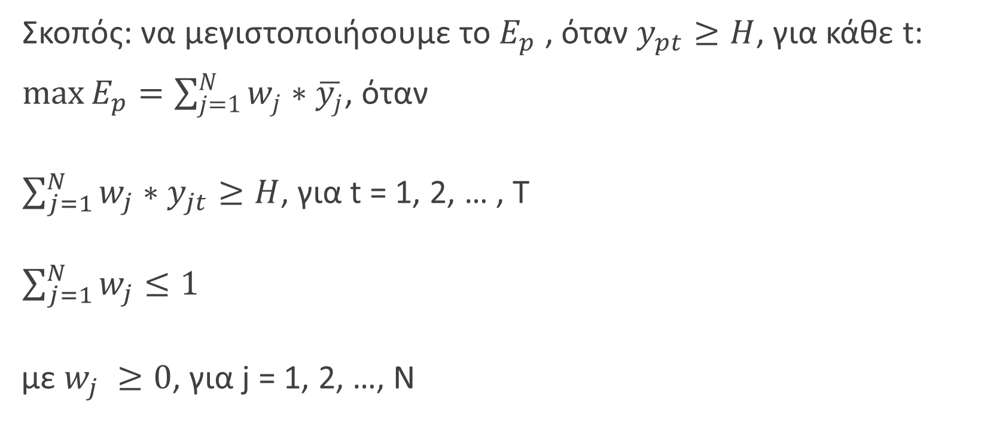 Σκοπός: να μεγιστοποιήσουμε το $E_p$ , όταν $y_{pt} \geq H$, για κάθε t:
$\max E_p = \sum_{j=1}^{N} w_j * \overline{y_j}$, όταν
$\sum_{j=1}^{N} w_j * y_{jt} \geq H$, για t = 1, 2, … , T
$\sum_{j=1}^{N} w_j \leq 1$
με $w_j \geq 0$, για j = 1, 2, …, N